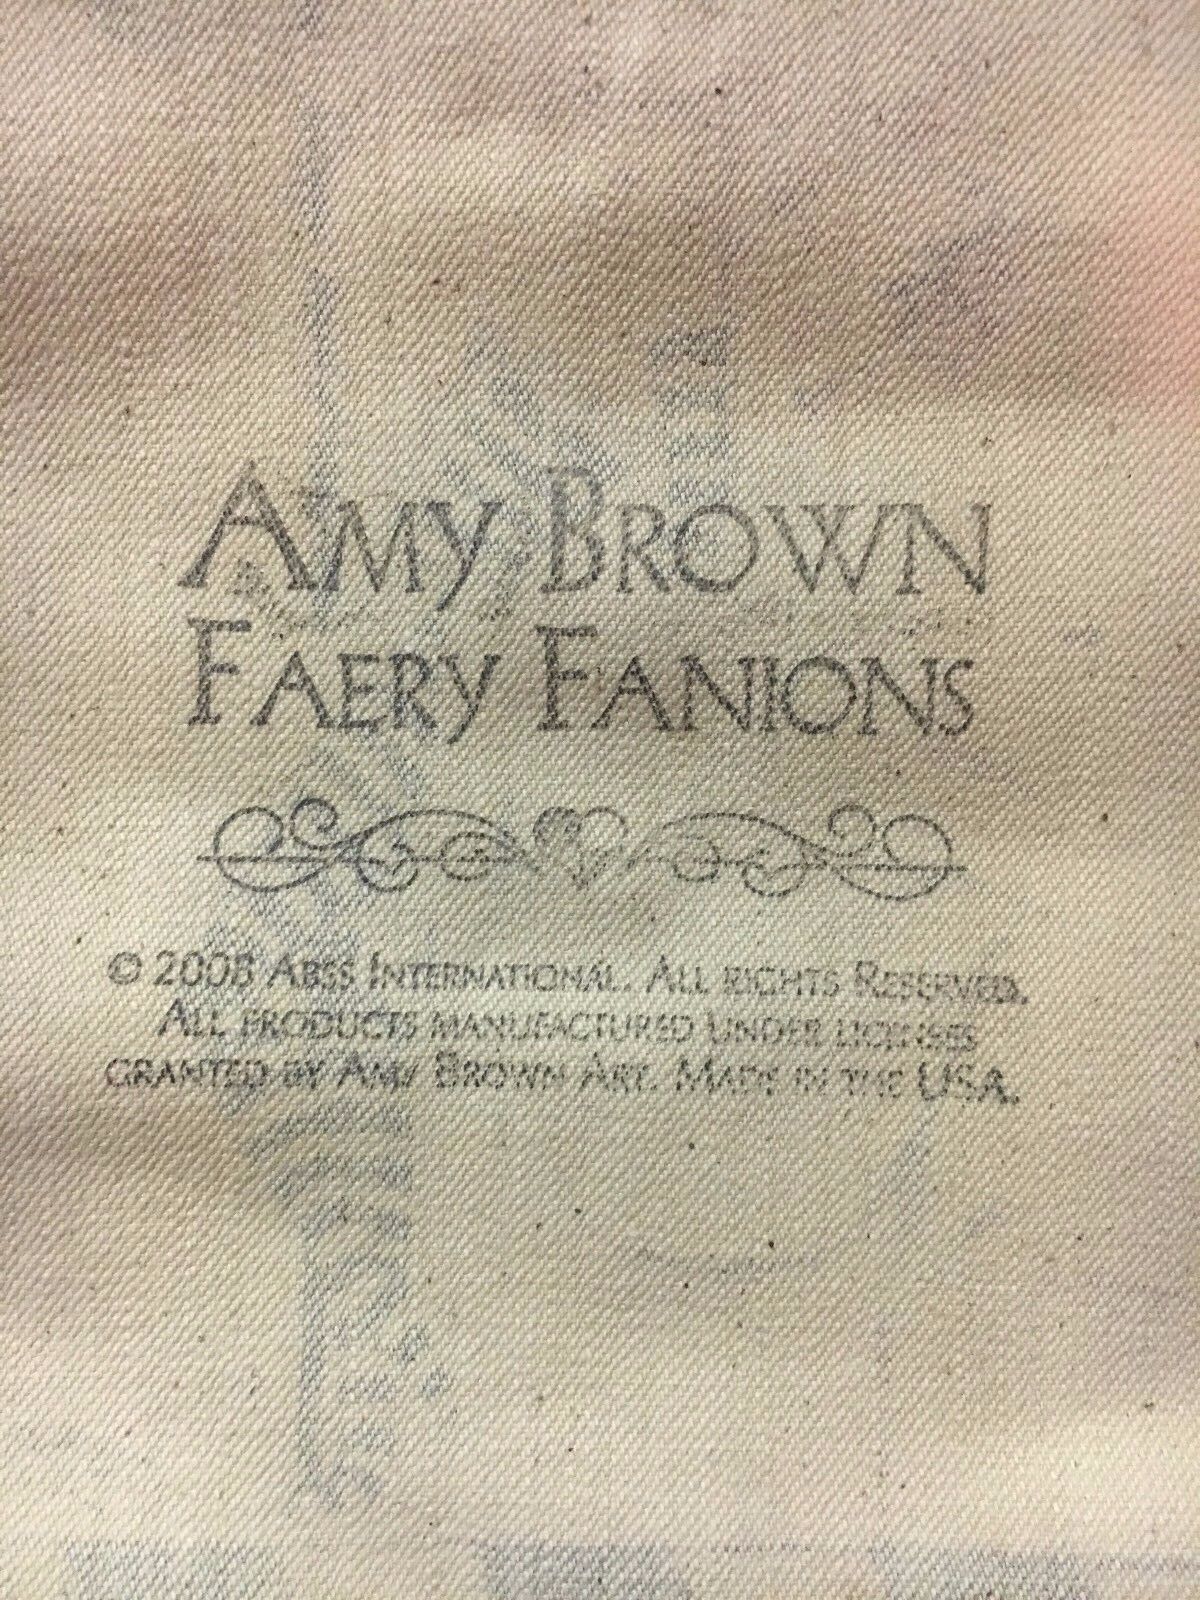 Amy Brown
Faery Fanions
© 2008 Abss International. All rights Reserved.
All products manufactured Under licenses
granted by Amy Brown Art. Made in the USA.